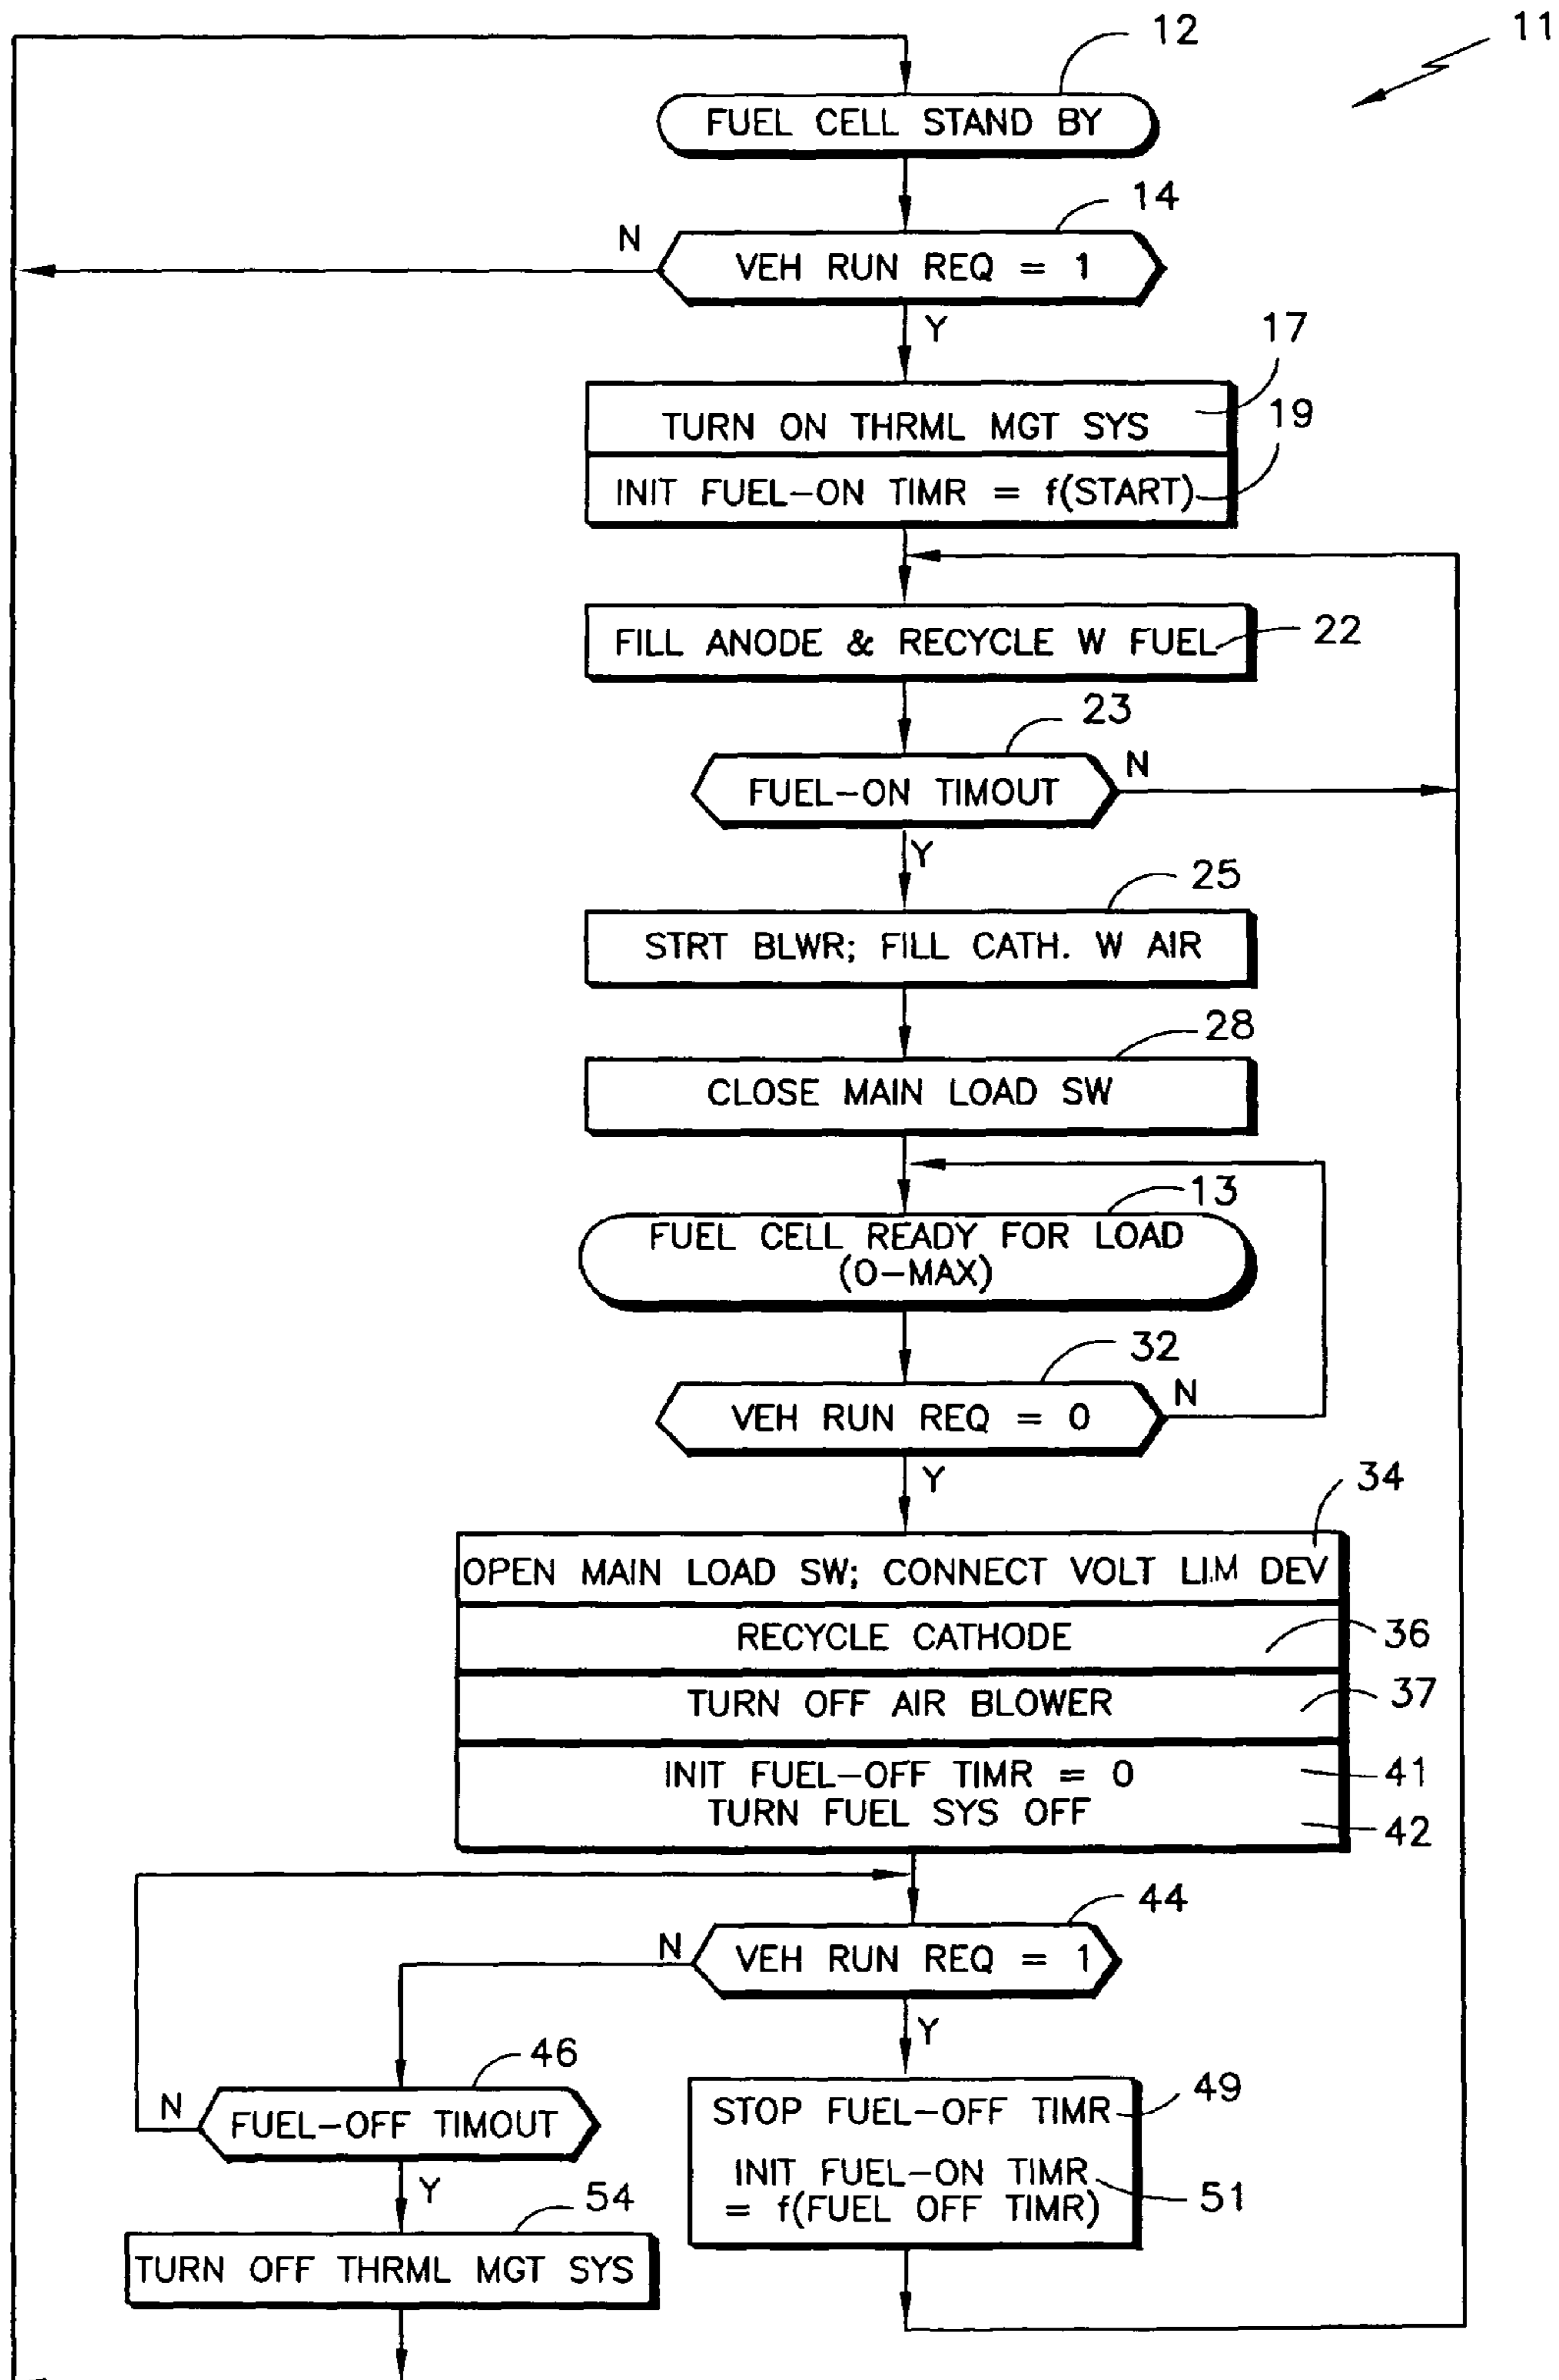 12
11
FUEL CELL STAND BY
14
N
VEH RUN REQ = 1
Y
17
TURN ON THRML MGT SYS
19
INIT FUEL-ON TIMR = f(START)
FILL ANODE & RECYCLE W FUEL
22
23
N
FUEL-ON TIMOUT
Y
25
STRT BLWR; FILL CATH. W AIR
28
CLOSE MAIN LOAD SW
13
FUEL CELL READY FOR LOAD
(0-MAX)
32
N
VEH RUN REQ = 0
Y
34
OPEN MAIN LOAD SW; CONNECT VOLT LIM DEV
RECYCLE CATHODE
36
TURN OFF AIR BLOWER
37
INIT FUEL-OFF TIMR = 0
41
TURN FUEL SYS OFF
42
44
N
VEH RUN REQ = 1
Y
46
N
FUEL-OFF TIMOUT
Y
STOP FUEL-OFF TIMR
49
INIT FUEL-ON TIMR
= f(FUEL OFF TIMR)
51
54
TURN OFF THRML MGT SYS